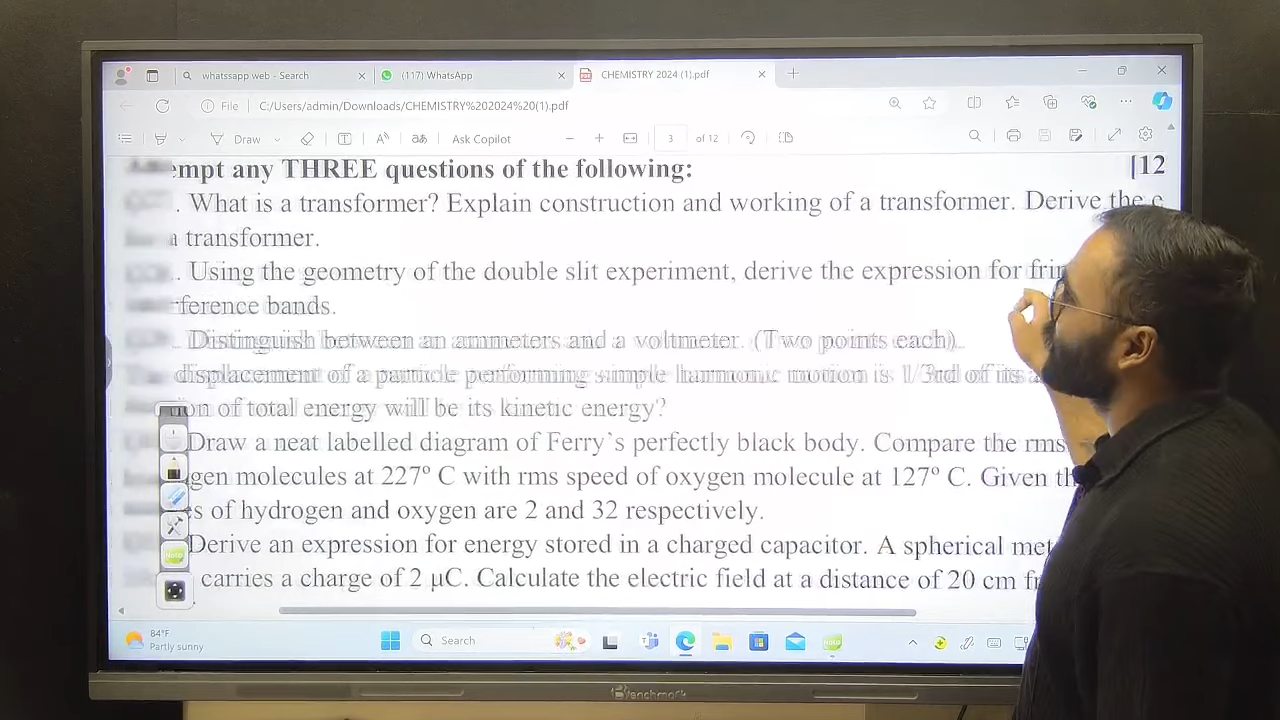 whatssapp web - Search
(117) WhatsApp
CHEMISTRY 2024 (1).pdf
File C:/Users/admin/Downloads/CHEMISTRY%202024%20(1).pdf
Draw
Ask Copilot
3 of 12
empt any THREE questions of the following: [12
. What is a transformer? Explain construction and working of a transformer. Derive the e
a transformer.
. Using the geometry of the double slit experiment, derive the expression for frin
rference bands.
. Distinguish between an ammeters and a voltmeter. (Two points each).
displacement of a particle performing simple harmonic motion is 1/3rd of its a
tion of total energy will be its kinetic energy?
Draw a neat labelled diagram of Ferry's perfectly black body. Compare the rms
gen molecules at 227º C with rms speed of oxygen molecule at 127º C. Given th
es of hydrogen and oxygen are 2 and 32 respectively.
Derive an expression for energy stored in a charged capacitor. A spherical met
carries a charge of 2 µC. Calculate the electric field at a distance of 20 cm fr
84°F
Partly sunny
Search
Benchmark